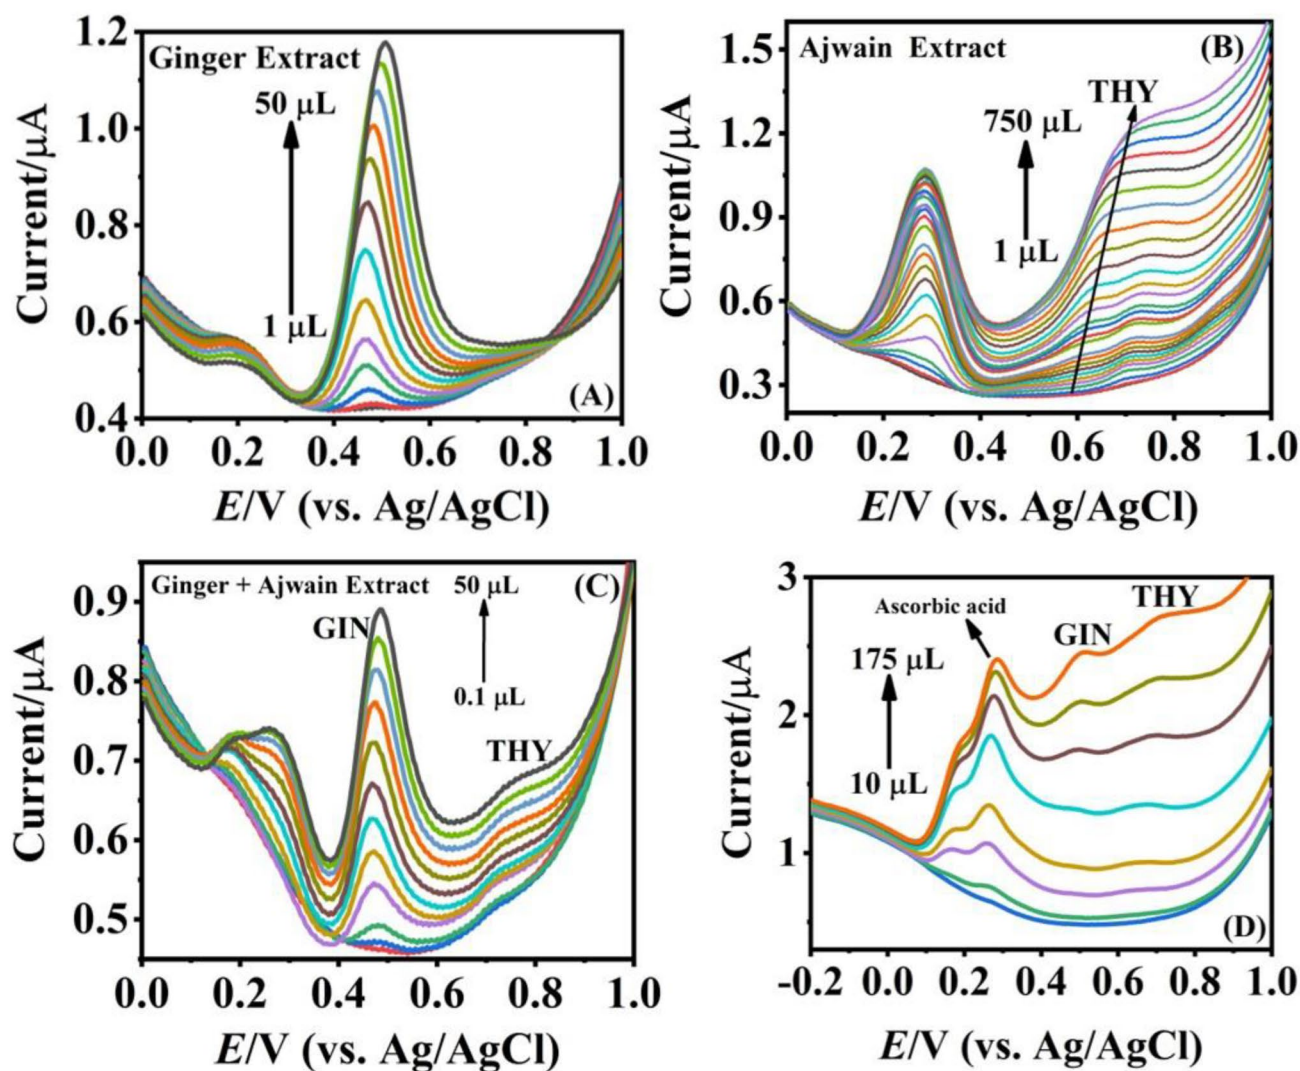 Ginger Extract
50 μL
1 μL
(A)
1.2
1.0
0.8
0.6
0.4
Current/μA
0.0 0.2 0.4 0.6 0.8 1.0
E/V (vs. Ag/AgCl)
Ajwain Extract
(B)
THY
750 μL
1 μL
1.5
1.2
0.9
0.6
0.3
Current/μA
0.0 0.2 0.4 0.6 0.8 1.0
E/V (vs. Ag/AgCl)
Ginger + Ajwain Extract
50 μL
(C)
GIN
0.1 μL
THY
0.9
0.8
0.7
0.6
0.5
Current/μA
0.0 0.2 0.4 0.6 0.8 1.0
E/V (vs. Ag/AgCl)
THY
Ascorbic acid
GIN
175 μL
10 μL
(D)
3
2
1
Current/μA
-0.2 0.0 0.2 0.4 0.6 0.8 1.0
E/V (vs. Ag/AgCl)